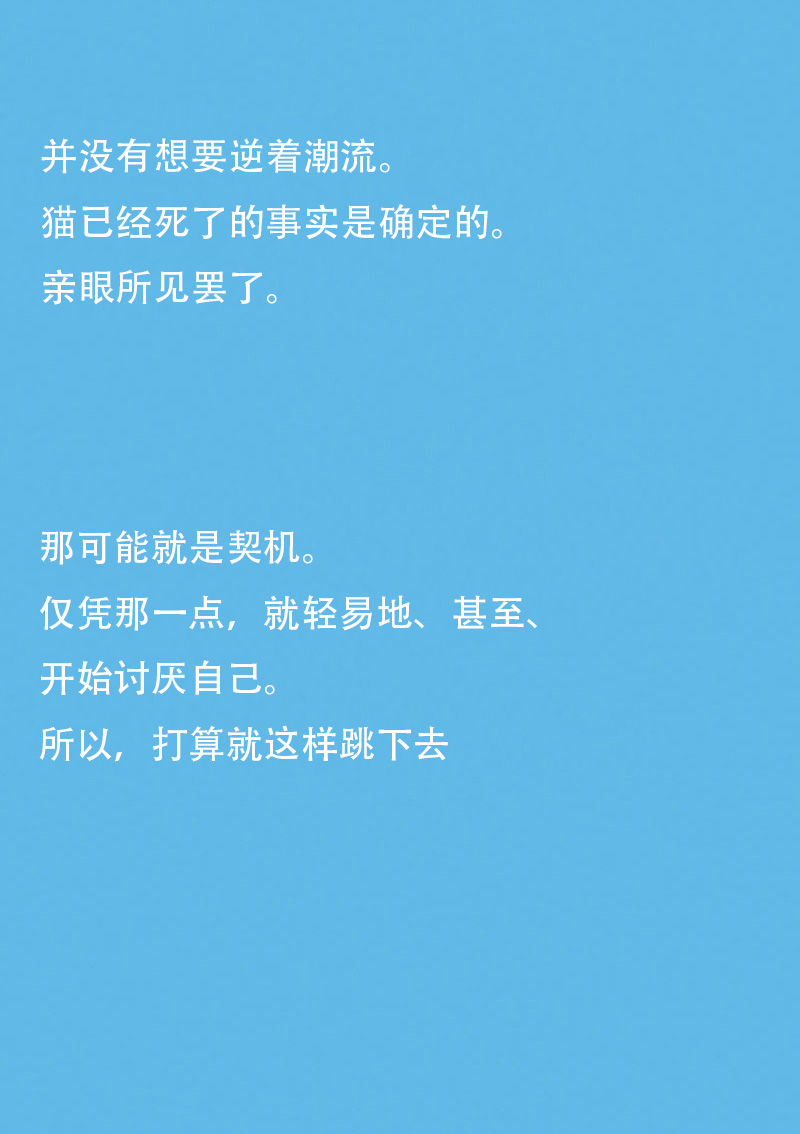 并没有想要逆着潮流。
猫已经死了的事实是确定的。
亲眼所见罢了。
那可能就是契机。
仅凭那一点，就轻易地、甚至、
开始讨厌自己。
所以，打算就这样跳下去